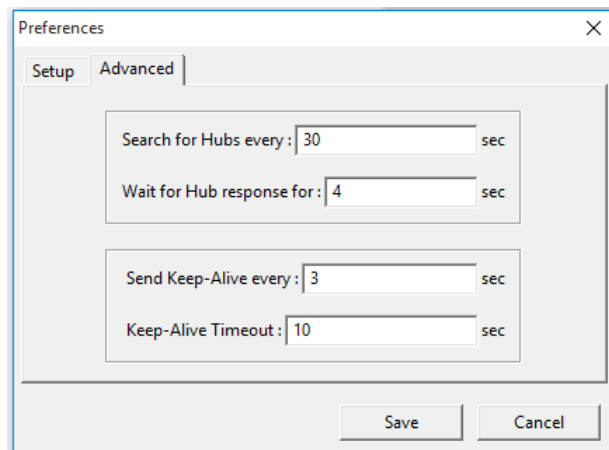 Preferences
Setup Advanced
Search for Hubs every : 30 sec
Wait for Hub response for : 4 sec
Send Keep-Alive every : 3 sec
Keep-Alive Timeout : 10 sec
Save Cancel